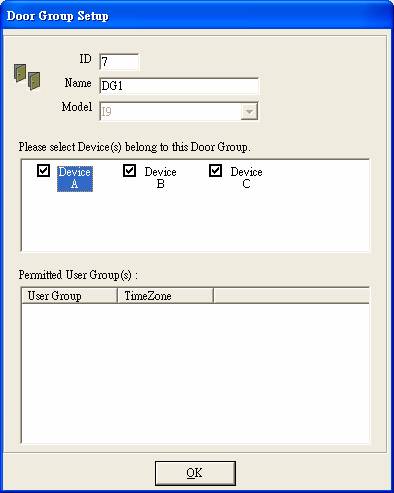 Door Group Setup
ID 7
Name DG1
Model I9
Please select Device(s) belong to this Door Group.
Device A
Device B
Device C
Permitted User Group(s) :
User Group TimeZone
OK